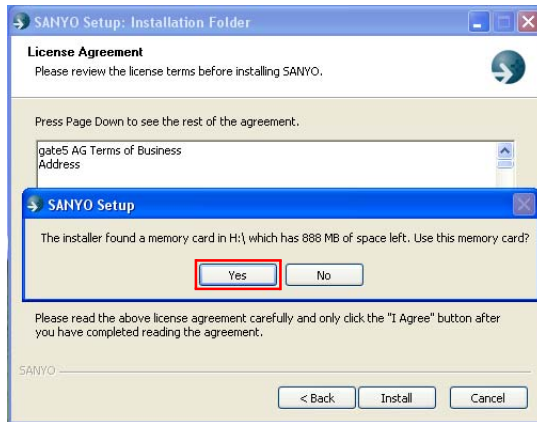 SANYO Setup: Installation Folder
License Agreement
Please review the license terms before installing SANYO.
Press Page Down to see the rest of the agreement.
gate5 AG Terms of Business
Address
SANYO Setup
The installer found a memory card in H:\ which has 888 MB of space left. Use this memory card?
Yes No
Please read the above license agreement carefully and only click the "I Agree" button after
you have completed reading the agreement.
SANYO
< Back Install Cancel